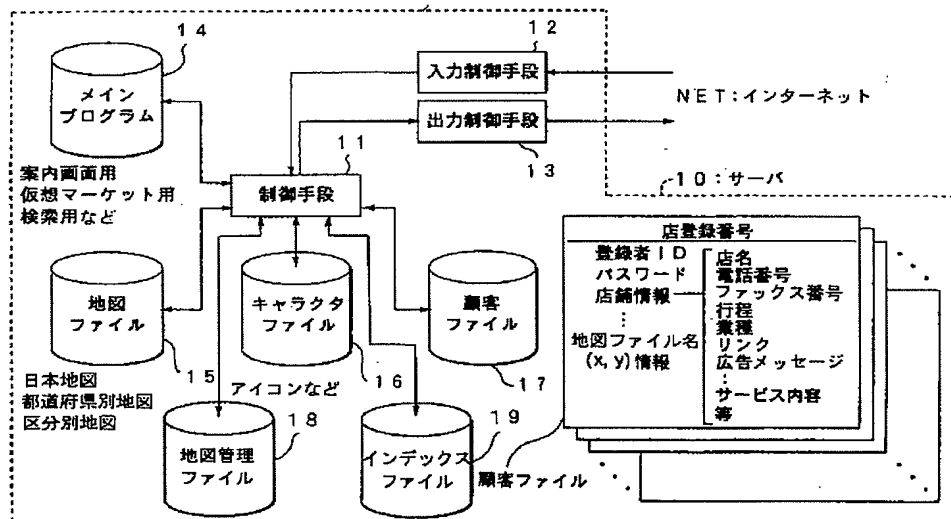 14
メイン
プログラム
案内画面用
仮想マーケット用
検索用など
12
入力制御手段
出力制御手段
13
NET:インターネット
11
制御手段
10:サーバ
地図
ファイル
15
日本地図
都道府県別地図
区分別地図
キャラクタ
ファイル
16
アイコンなど
顧客
ファイル
17
地図管理
ファイル
18
インデックス
ファイル
19
顧客ファイル
店登録番号
登録者ID
パスワード
店舗情報
⋮
地図ファイル名
(x, y)情報
店名
電話番号
ファックス番号
行程
業種
リンク
広告メッセージ
⋮
サービス内容
等